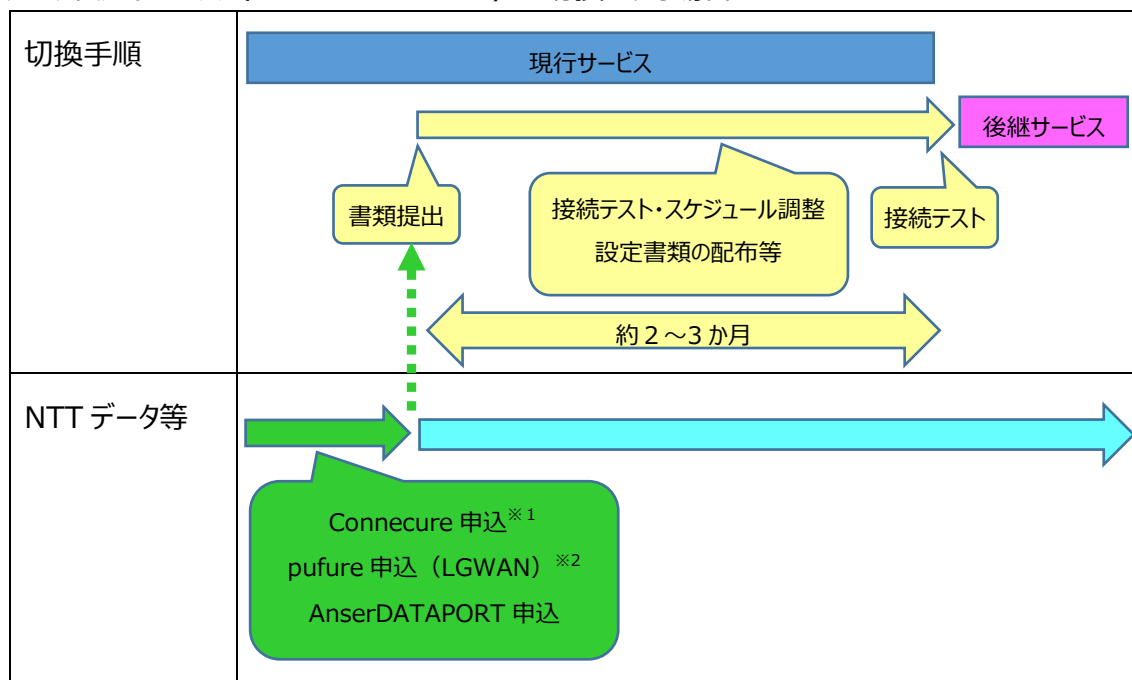 切換手順
現行サービス
後継サービス
書類提出
接続テスト・スケジュール調整
設定書類の配布等
接続テスト
約２～3 か月
NTT データ等
Connecure 申込※1
pufure 申込（LGWAN）※2
AnserDATAPORT 申込